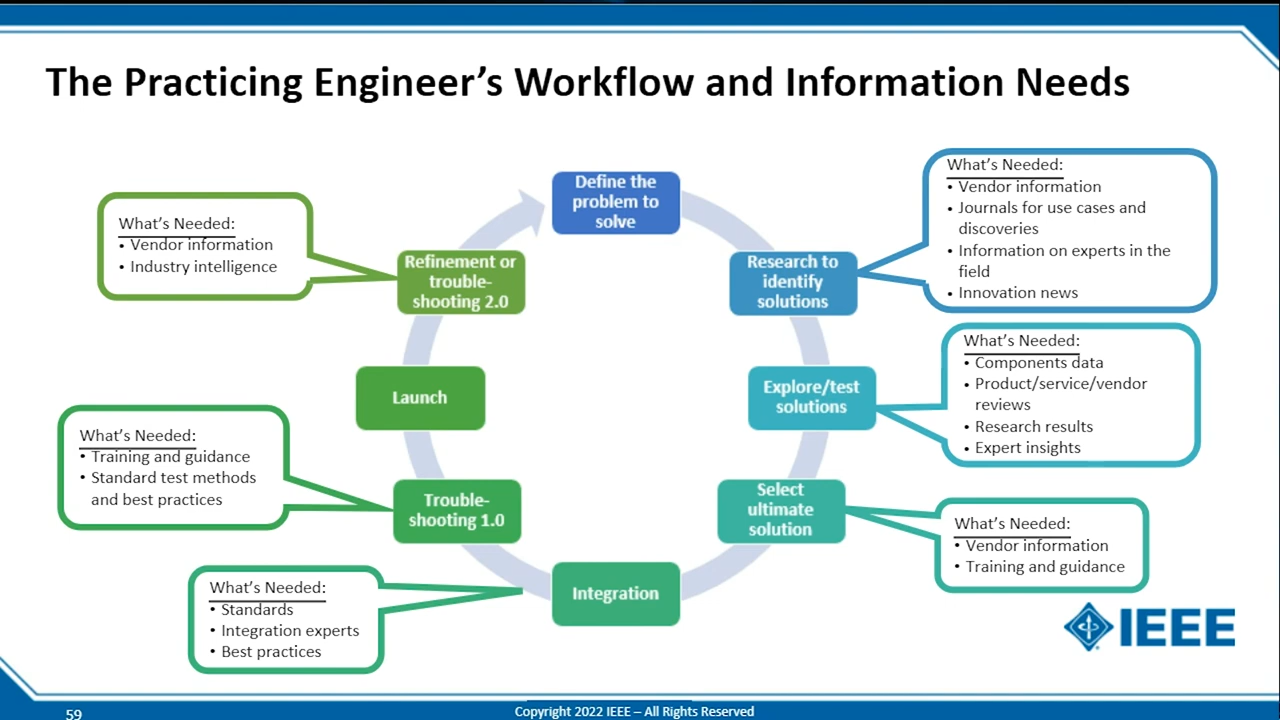 The Practicing Engineer's Workflow and Information Needs
Define the
problem to
solve
Research to
identify
solutions
What's Needed:
• Vendor information
• Journals for use cases and
discoveries
• Information on experts in the
field
• Innovation news
Explore/test
solutions
What's Needed:
• Components data
• Product/service/vendor
reviews
• Research results
• Expert insights
Select
ultimate
solution
What's Needed:
• Vendor information
• Training and guidance
Integration
What's Needed:
• Standards
• Integration experts
• Best practices
Trouble-
shooting 1.0
What's Needed:
• Training and guidance
• Standard test methods
and best practices
Launch
Refinement or
trouble-
shooting 2.0
What's Needed:
• Vendor information
• Industry intelligence
IEEE
59
Copyright 2022 IEEE – All Rights Reserved